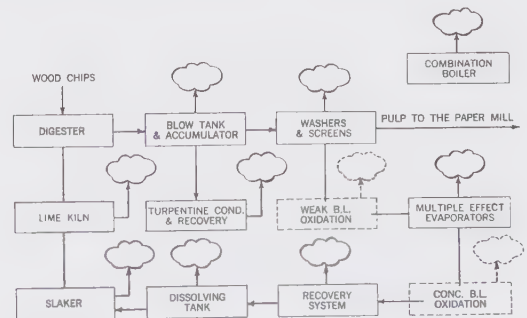 COMBINATION
BOILER
WOOD CHIPS
DIGESTER
BLOW TANK
& ACCUMULATOR
WASHERS
& SCREENS
PULP TO THE PAPER MILL
LIME KILN
TURPENTINE COND.
& RECOVERY
WEAK B.L.
OXIDATION
MULTIPLE EFFECT
EVAPORATORS
SLAKER
DISSOLVING
TANK
RECOVERY
SYSTEM
CONC. B.L.
OXIDATION